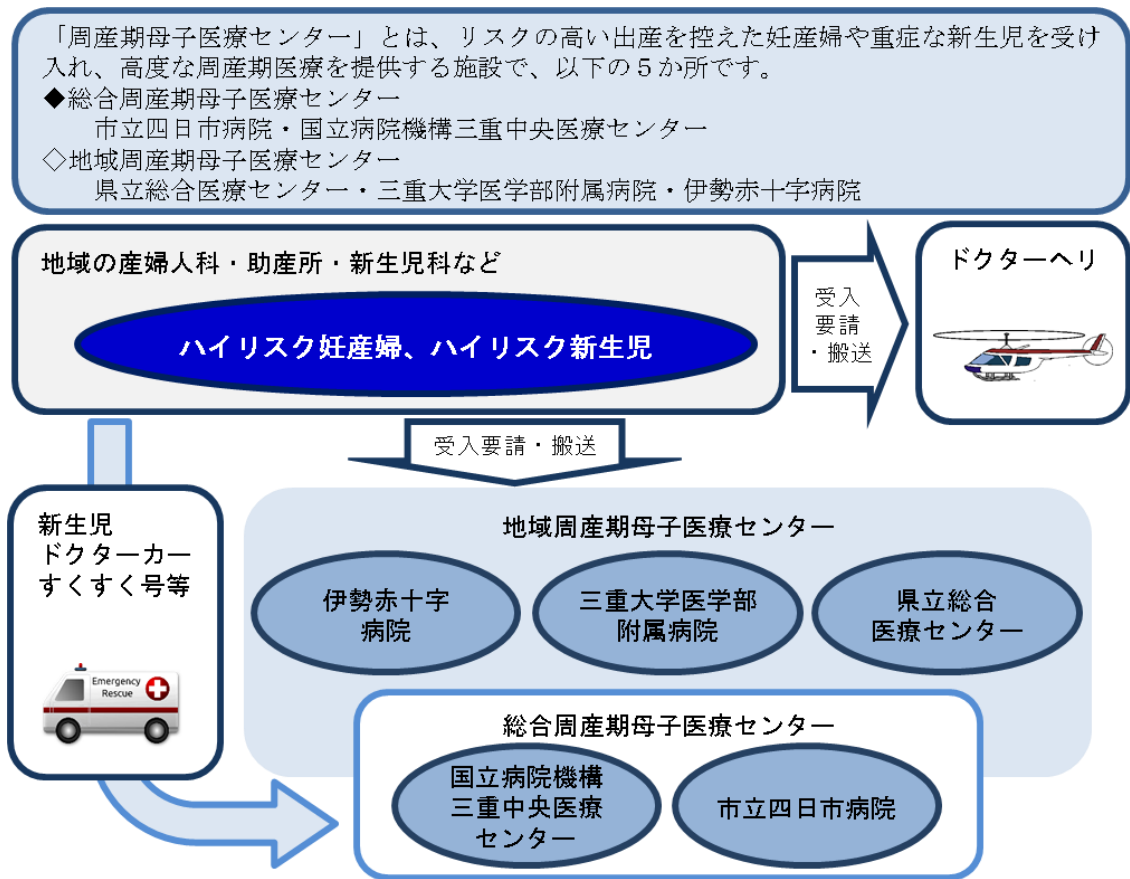 「周産期母子医療センター」とは、リスクの高い出産を控えた妊産婦や重症な新生児を受け
入れ、高度な周産期医療を提供する施設で、以下の５か所です。
◆総合周産期母子医療センター
市立四日市病院・国立病院機構三重中央医療センター
◇地域周産期母子医療センター
県立総合医療センター・三重大学医学部附属病院・伊勢赤十字病院
地域の産婦人科・助産所・新生児科など
ハイリスク妊産婦、ハイリスク新生児
受入
要請
・搬送
ドクターヘリ
受入要請・搬送
新生児
ドクターカー
すくすく号等
Emergency
Rescue
地域周産期母子医療センター
伊勢赤十字
病院
三重大学医学部
附属病院
県立総合
医療センター
総合周産期母子医療センター
国立病院機構
三重中央医療
センター
市立四日市病院